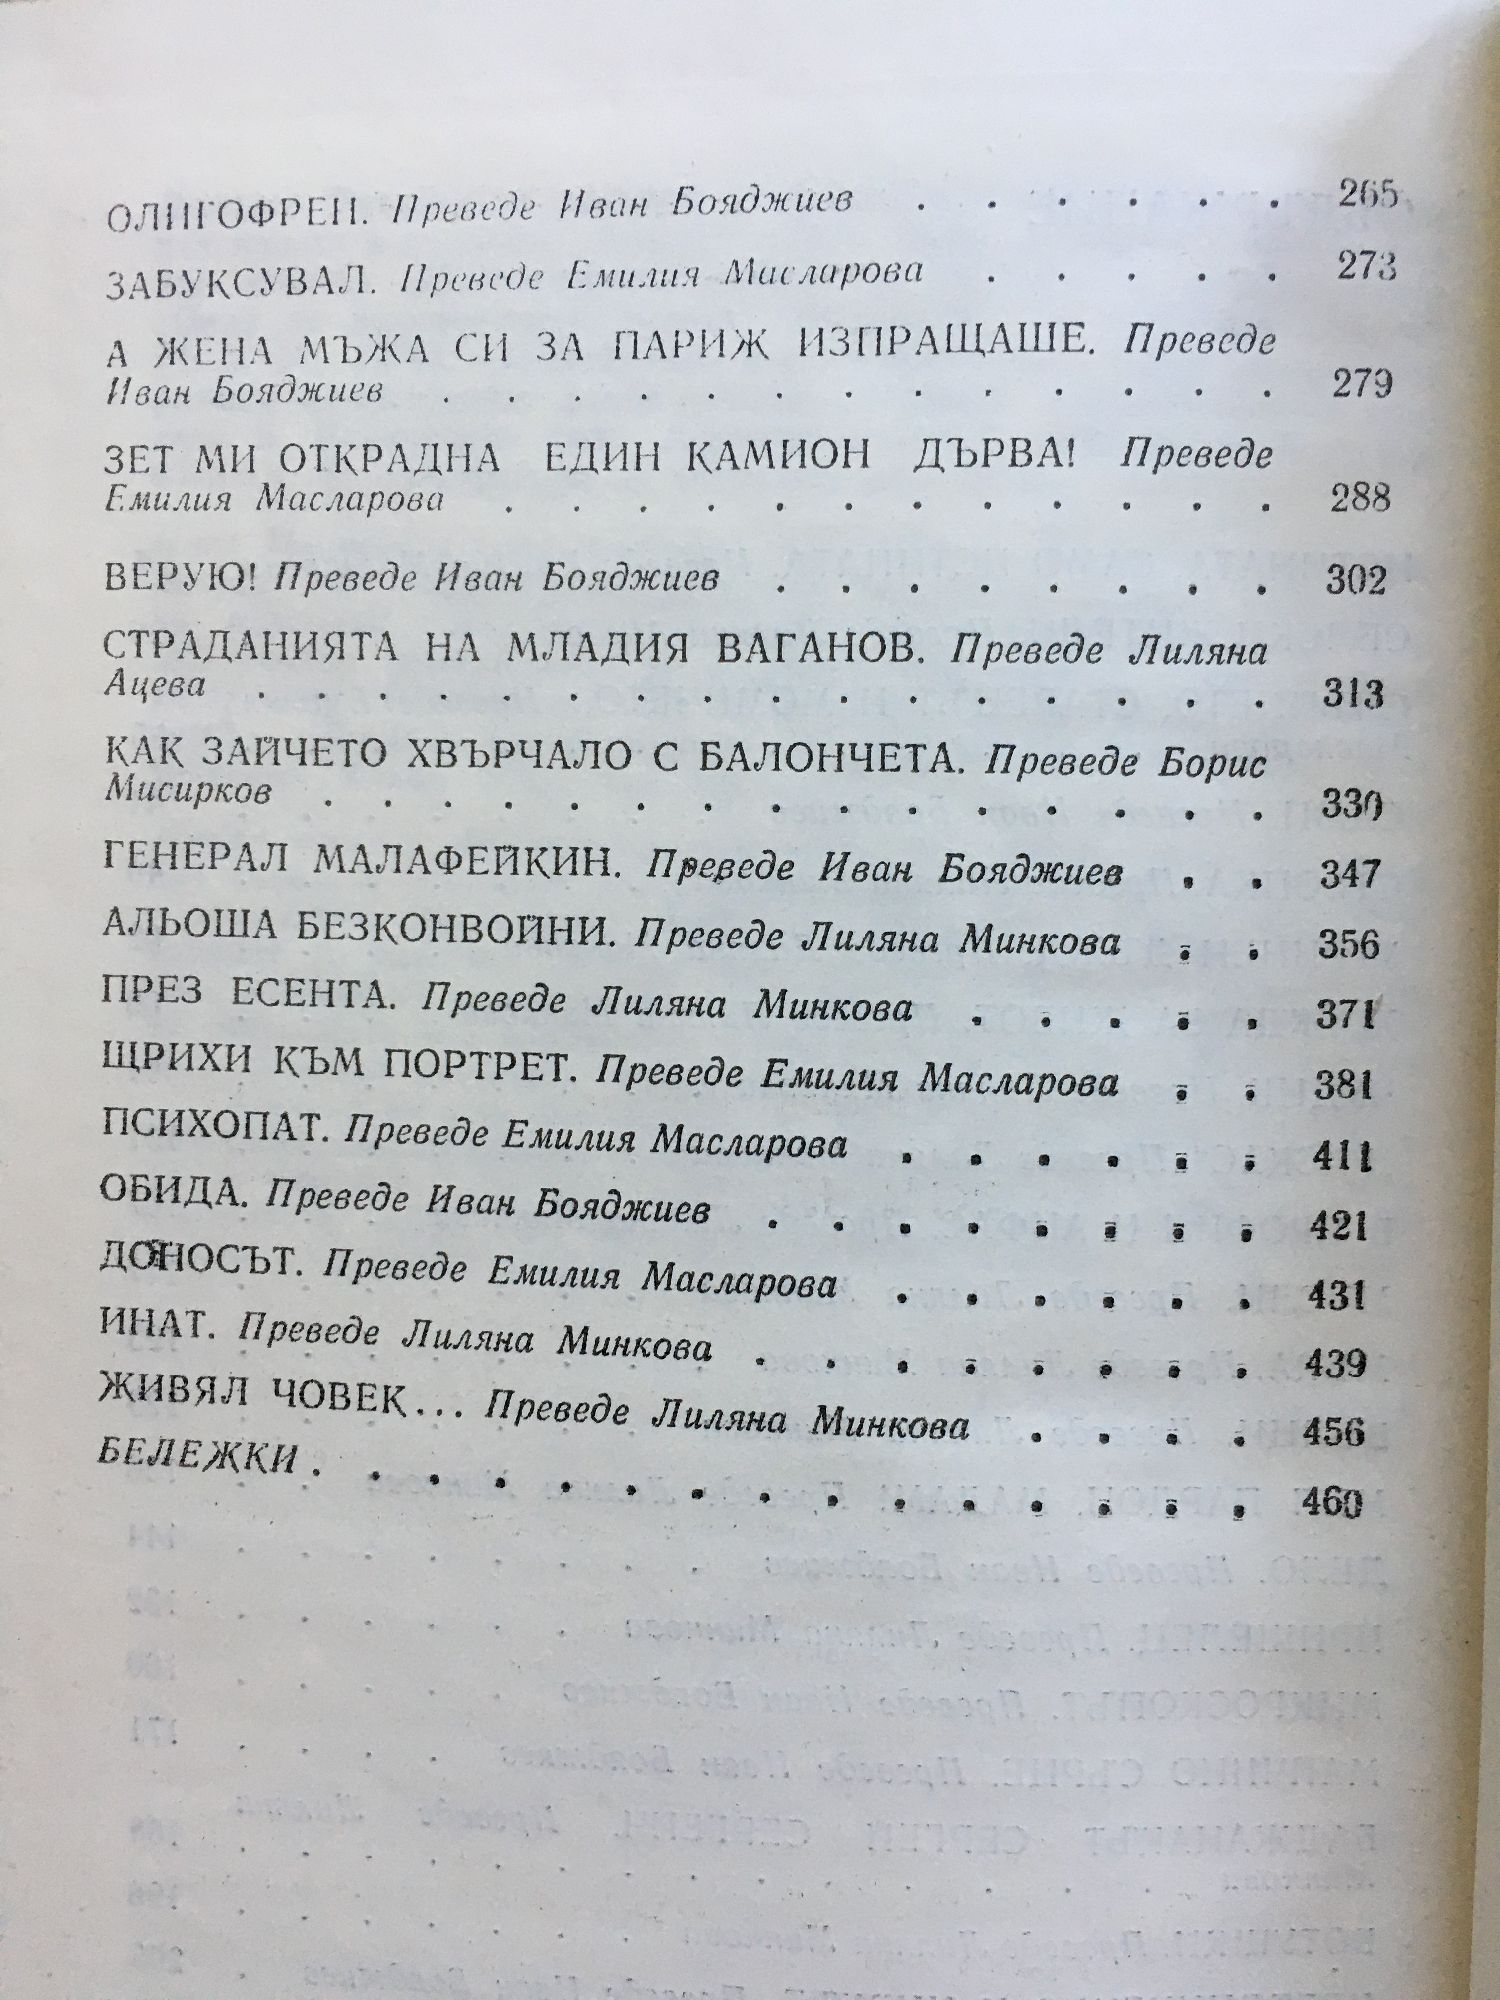 ОЛИГОФРЕН. Преведе Иван Бояджиев . . . . . . 265
ЗАБУКСУВАЛ. Преведе Емилия Масларова . . . . . 273
А ЖЕНА МЪЖА СИ ЗА ПАРИЖ ИЗПРАЩАШЕ. Преведе
Иван Бояджиев . . . . . . . . . . . . . 279
ЗЕТ МИ ОТКРАДНА ЕДИН КАМИОН ДЪРВА! Преведе
Емилия Масларова . . . . . . . . . . . . 288
ВЕРУЮ! Преведе Иван Бояджиев . . . . . . . . 302
СТРАДАНИЯТА НА МЛАДИЯ ВАГАНОВ. Преведе Лиляна
Ацева . . . . . . . . . . . . . . . . 313
КАК ЗАЙЧЕТО ХВЪРЧАЛО С БАЛОНЧЕТА. Преведе Борис
Мисирков . . . . . . . . . . . . . . . 330
ГЕНЕРАЛ МАЛАФЕЙКИН. Преведе Иван Бояджиев . . 347
АЛЬОША БЕЗКОНВОЙНИ. Преведе Лиляна Минкова . . 356
ПРЕЗ ЕСЕНТА. Преведе Лиляна Минкова . . . . . 371
ЩРИХИ КЪМ ПОРТРЕТ. Преведе Емилия Масларова . . 381
ПСИХОПАТ. Преведе Емилия Масларова . . . . . . 411
ОБИДА. Преведе Иван Бояджиев . . . . . . . . 421
ДОНОСЪТ. Преведе Емилия Масларова . . . . . . 431
ИНАТ. Преведе Лиляна Минкова . . . . . . . . 439
ЖИВЯЛ ЧОВЕК... Преведе Лиляна Минкова . . . . 456
БЕЛЕЖКИ . . . . . . . . . . . . . . . 460